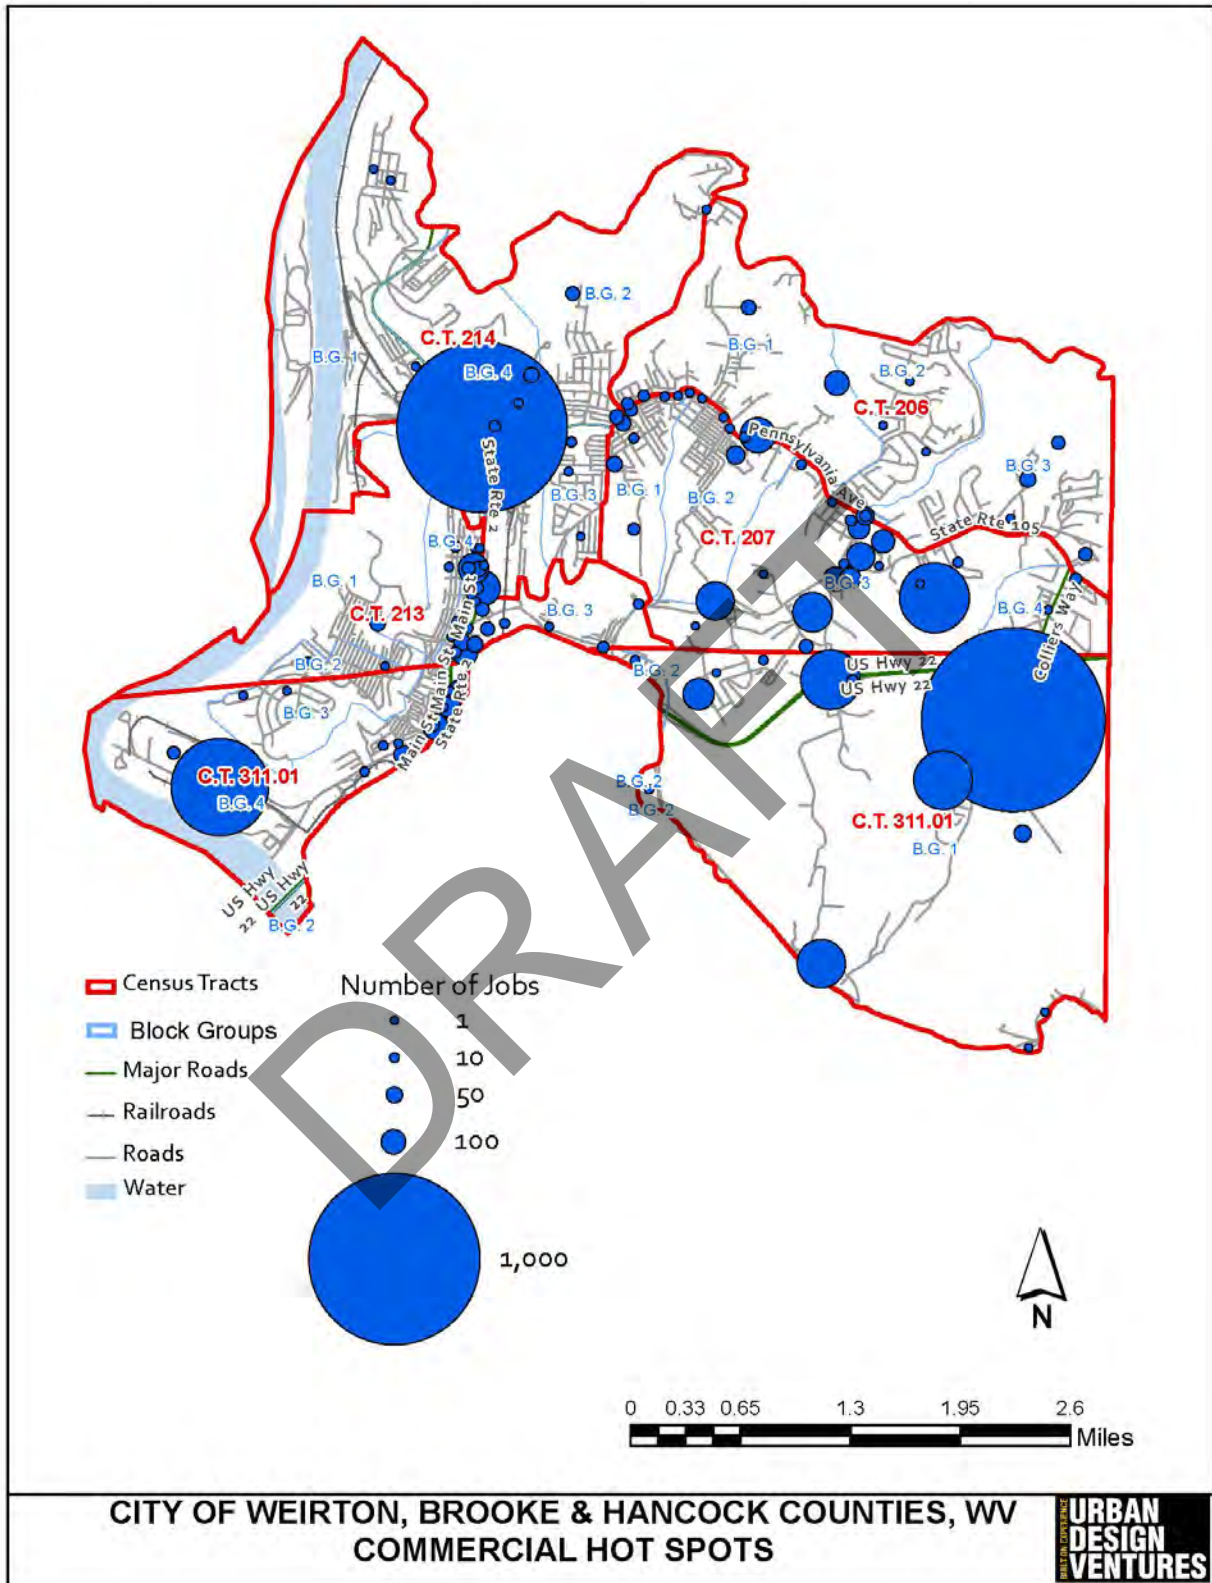 B.G. 2
C.T. 214
B.G. 1
B.G. 4
B.G. 1
B.G. 2
C.T. 206
Pennsylvania Ave
State Rte 2
B.G. 3
B.G. 1
B.G. 2
B.G. 3
State Rte 105
C.T. 207
B.G. 4
B.G. 3
B.G. 1
C.T. 213
Main St
B.G. 3
B.G. 4
Colliers Way
B.G. 2
Main St
State Rte 2
B.G. 2
US Hwy 22
US Hwy 22
B.G. 3
Main St
C.T. 311.01
B.G. 4
B.G. 2
B.G. 2
C.T. 311.01
B.G. 1
US Hwy 22
US Hwy 22
B.G. 2
DRAFT
Census Tracts
Block Groups
Major Roads
Railroads
Roads
Water
Number of Jobs
1
10
50
100
1,000
N
0 0.33 0.65 1.3 1.95 2.6
Miles
CITY OF WEIRTON, BROOKE & HANCOCK COUNTIES, WV
COMMERCIAL HOT SPOTS
BUILT ON EXPERIENCE
URBAN
DESIGN
VENTURES